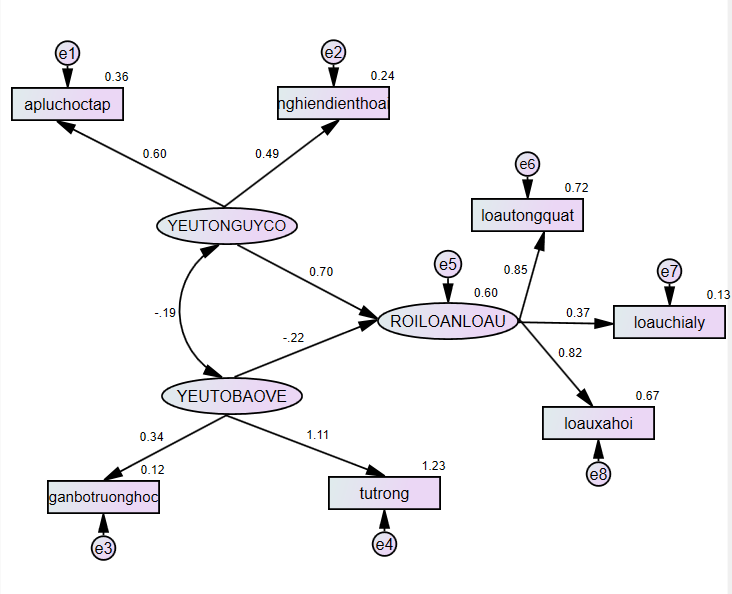 e1
e2
0.36
0.24
apluchoctap
nghiendienthoai
0.60
0.49
e6
0.72
loautongquat
YEUTONGUYCO
e5
0.85
e7
0.70
0.60
0.13
-.19
0.37
ROILOANLOAU
loauchialy
-.22
0.82
YEUTOBAOVE
0.67
loauxahoi
0.34
1.11
0.12
1.23
e8
ganbotruonghoc
tutrong
e3
e4